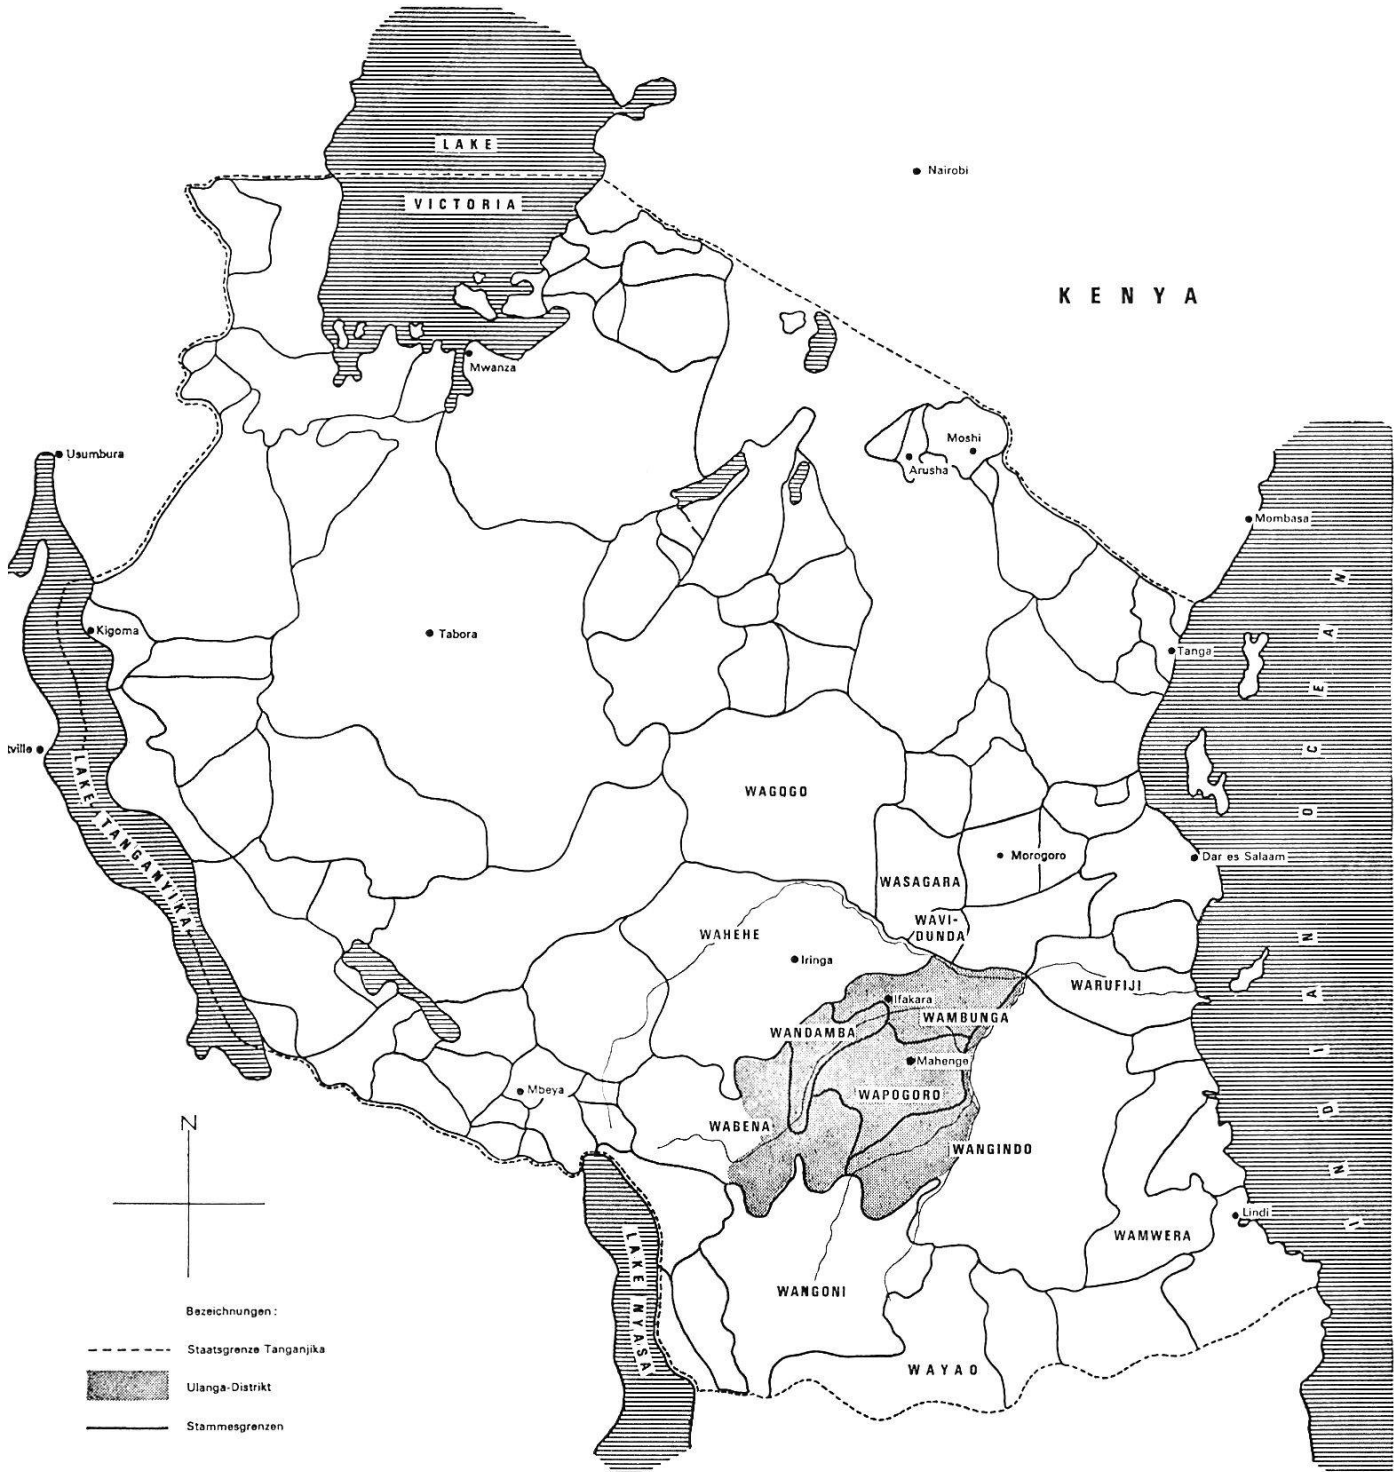 LAKE
VICTORIA
Nairobi
KENYA
Mwanza
Moshi
Arusha
Usumbura
Mombasa
Kigoma
Tabora
Tanga
ville
LAKE TANGANYIKA
INDIAN OCEAN
WAGOGO
Morogoro
Dar es Salaam
WASAGARA
WAVI-
DUNDA
WAHEHE
Iringa
WARUFIJI
Ifakara
WAMBUNGA
WANDAMBA
Mahenge
Mbeya
WAPOGORO
WABENA
WANGINDO
N
Lindi
WAMWERA
LAKE NYASA
WANGONI
WAYAO
Bezeichnungen:
Staatsgrenze Tanganjika
Ulanga-Distrikt
Stammesgrenzen